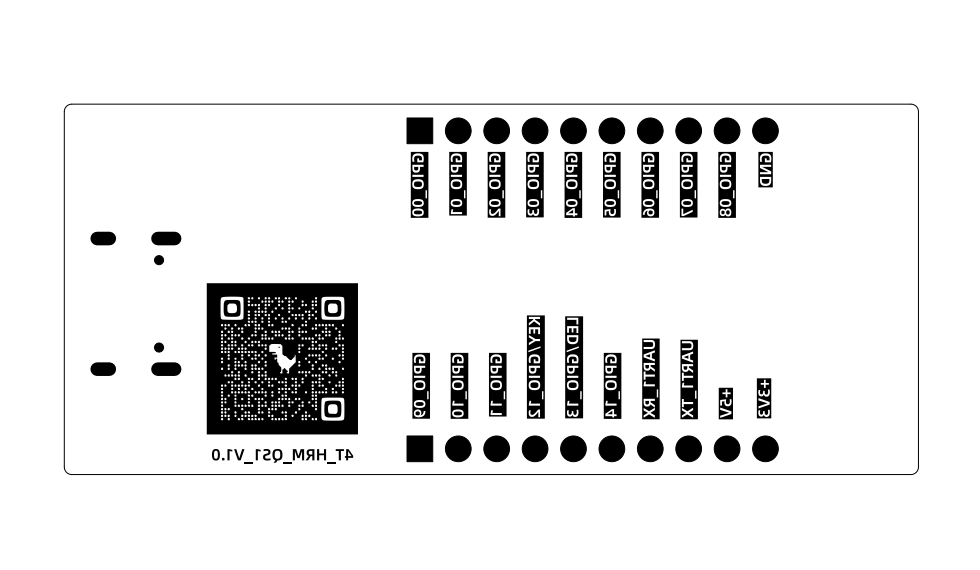 GPIO_00
GPIO_01
GPIO_02
GPIO_03
GPIO_04
GPIO_05
GPIO_06
GPIO_07
GPIO_08
GND
GPIO_09
GPIO_10
GPIO_11
KEY/GPIO_12
LED/GPIO_13
GPIO_14
UART1_RX
UART1_TX
+5V
+3V3
4T_HRM_QS1_V1.0